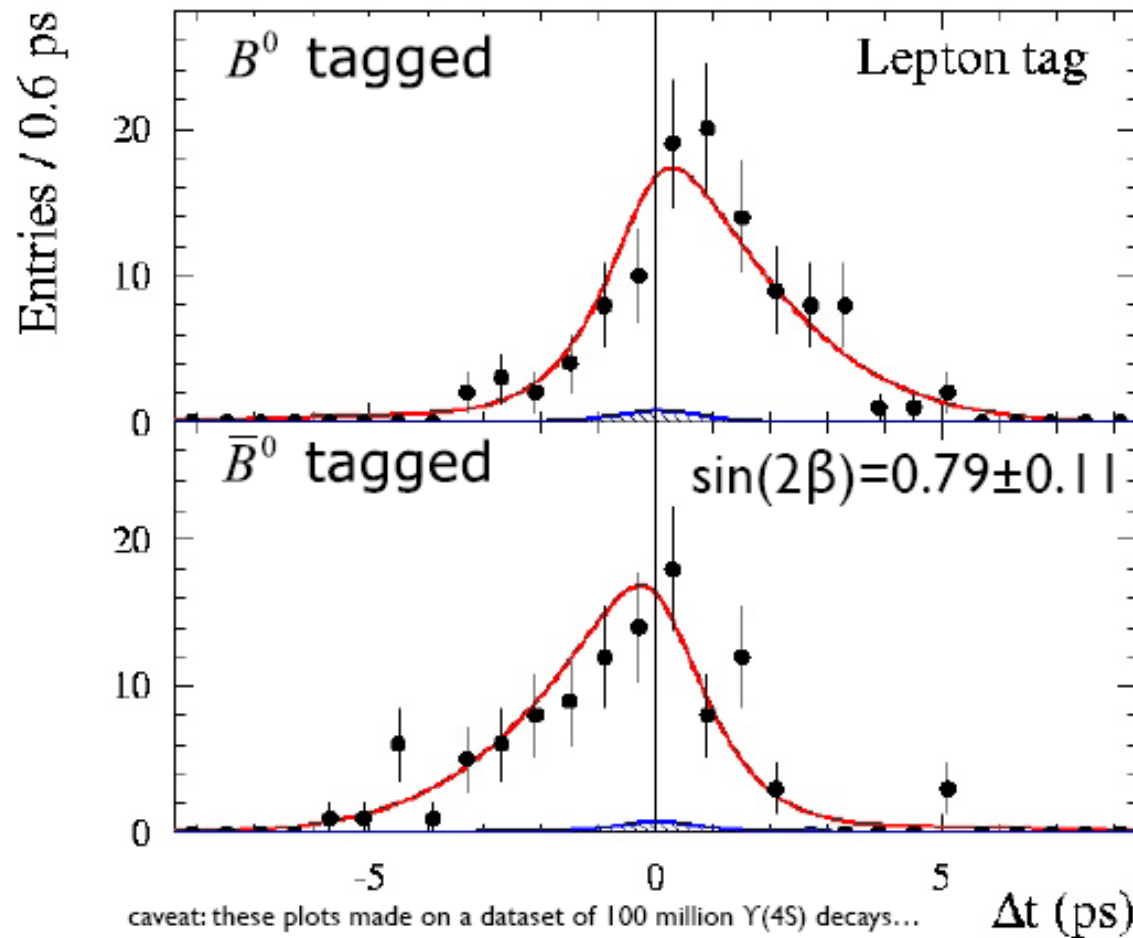 Entries / 0.6 ps
B⁰ tagged
Lepton tag
20
10
0
B̅⁰ tagged
sin(2β)=0.79±0.11
20
10
0
-5 0 5
caveat: these plots made on a dataset of 100 million ϒ(4S) decays...
Δt (ps)